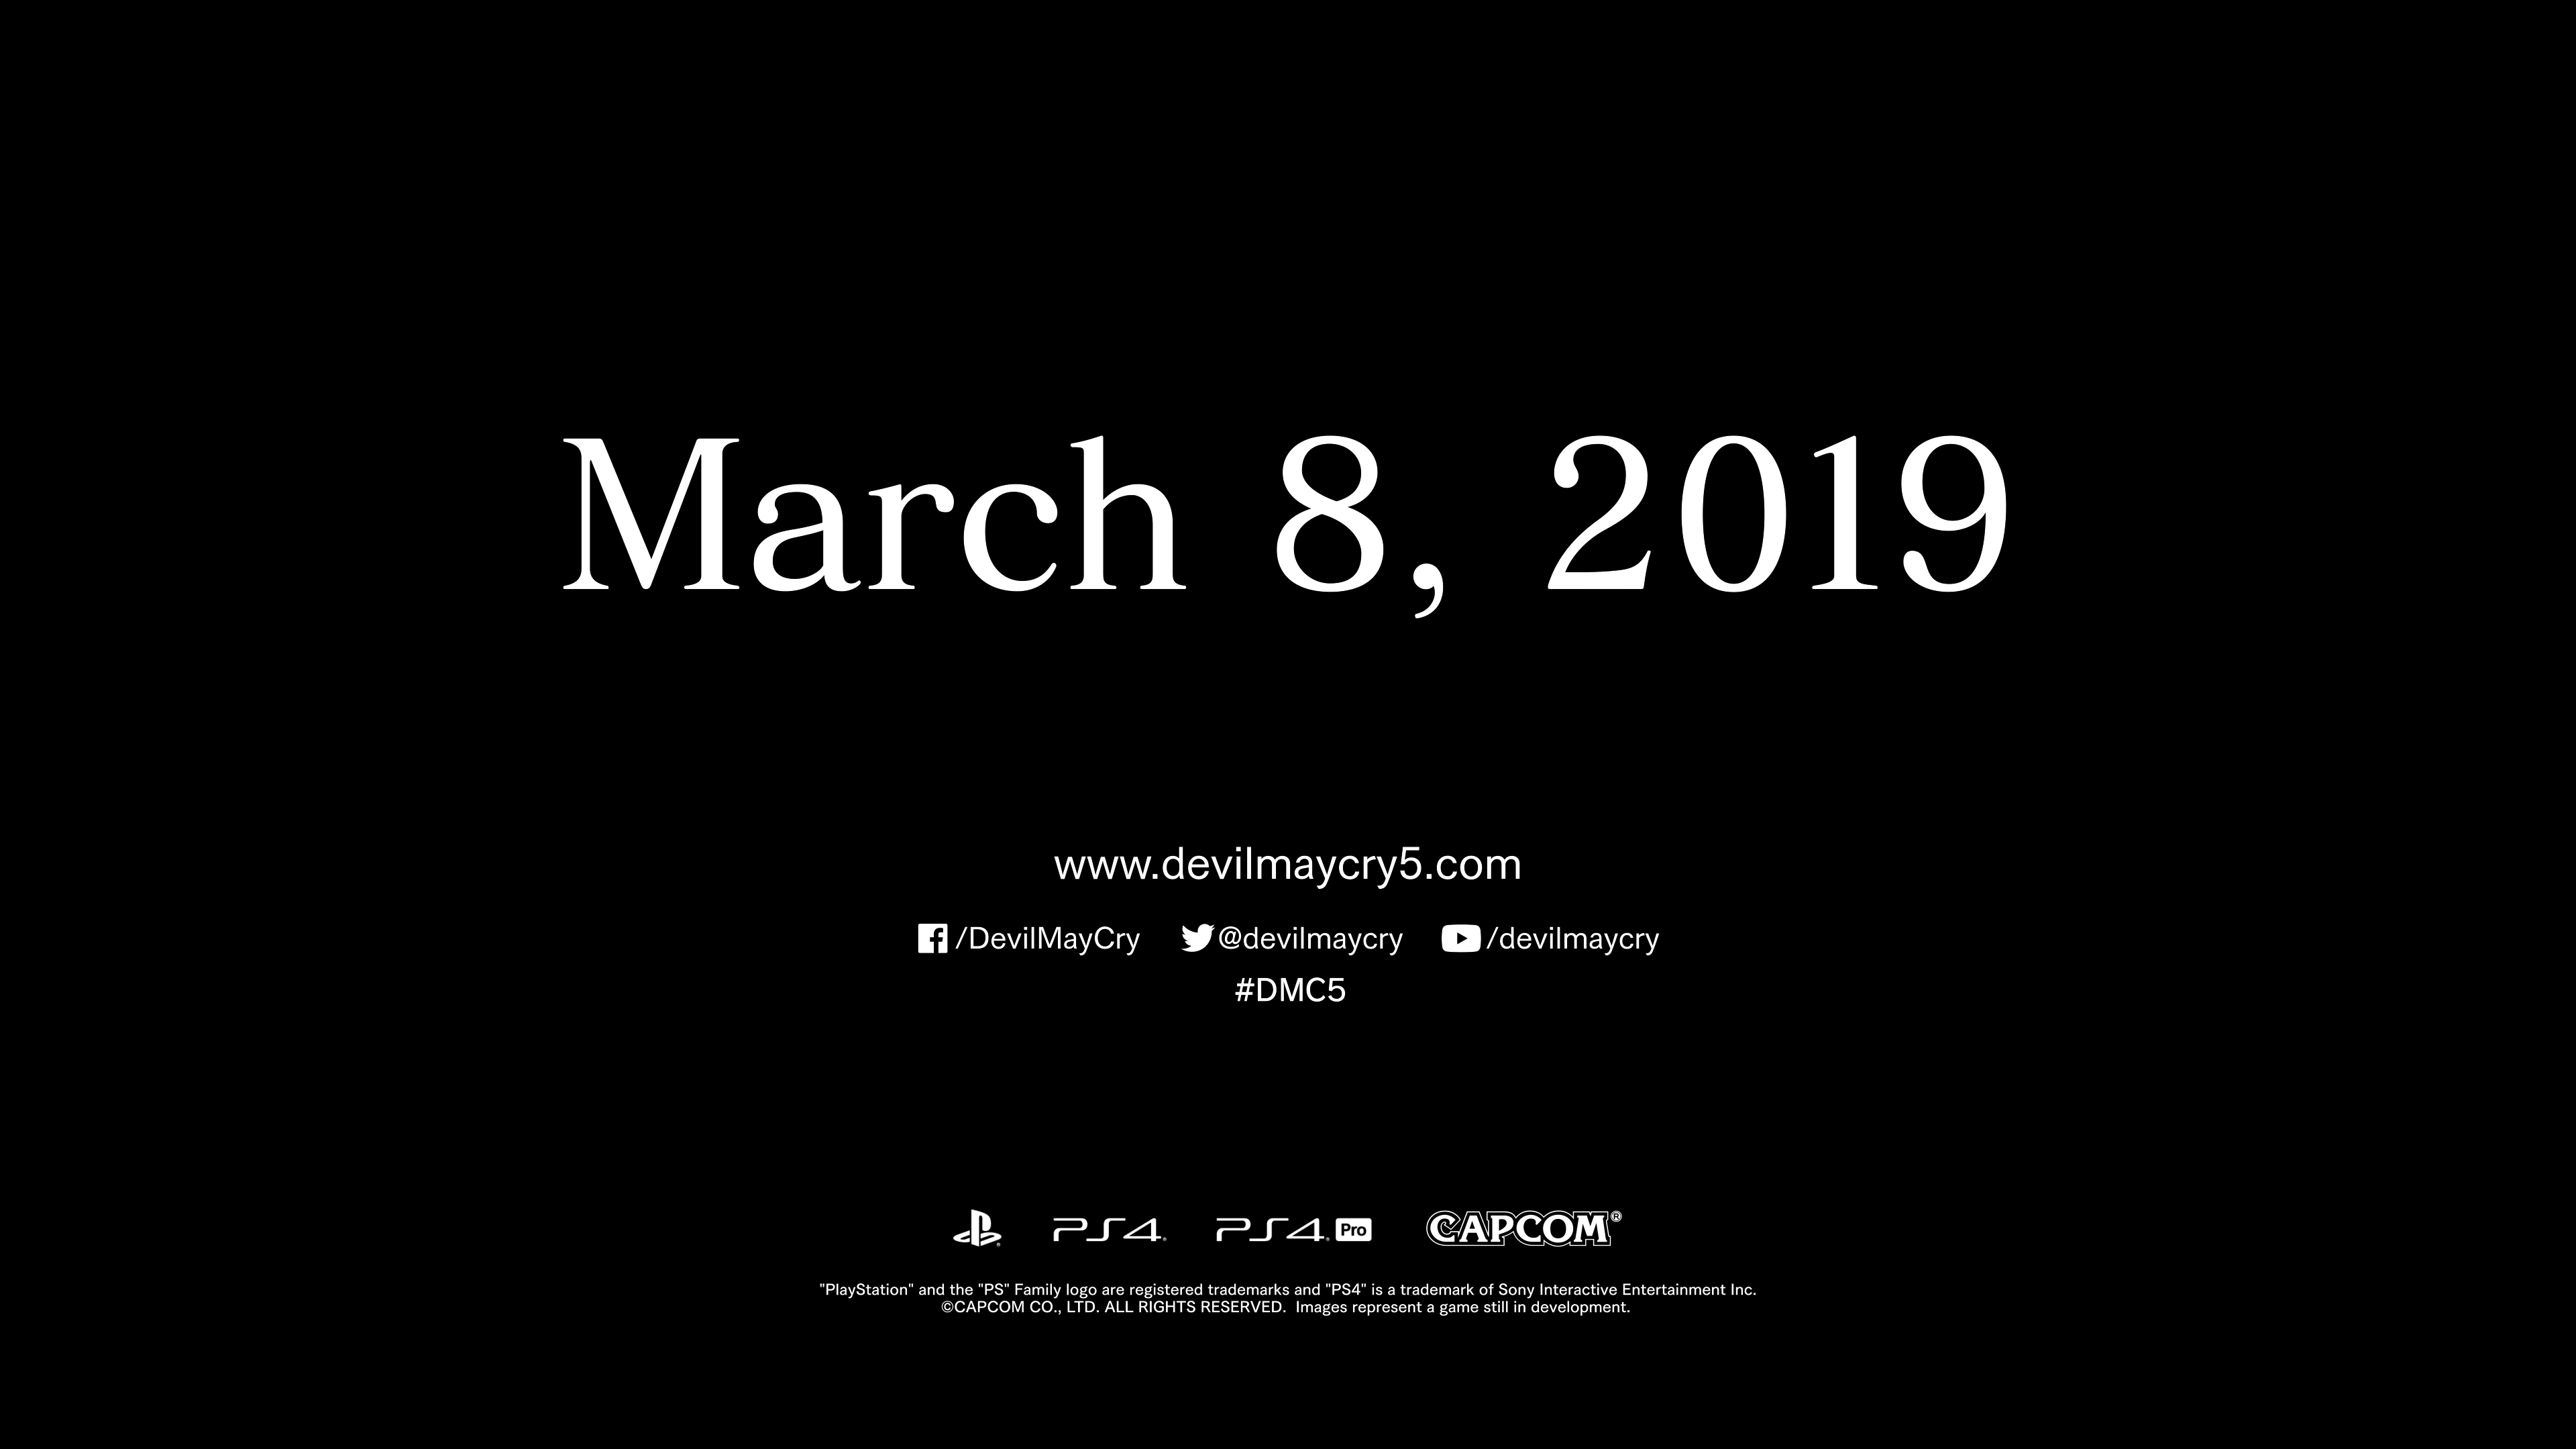 March 8, 2019
www.devilmaycry5.com
/DevilMayCry @devilmaycry /devilmaycry
#DMC5
PS4 PS4 Pro CAPCOM®
"PlayStation" and the "PS" Family logo are registered trademarks and "PS4" is a trademark of Sony Interactive Entertainment Inc.
©CAPCOM CO., LTD. ALL RIGHTS RESERVED. Images represent a game still in development.